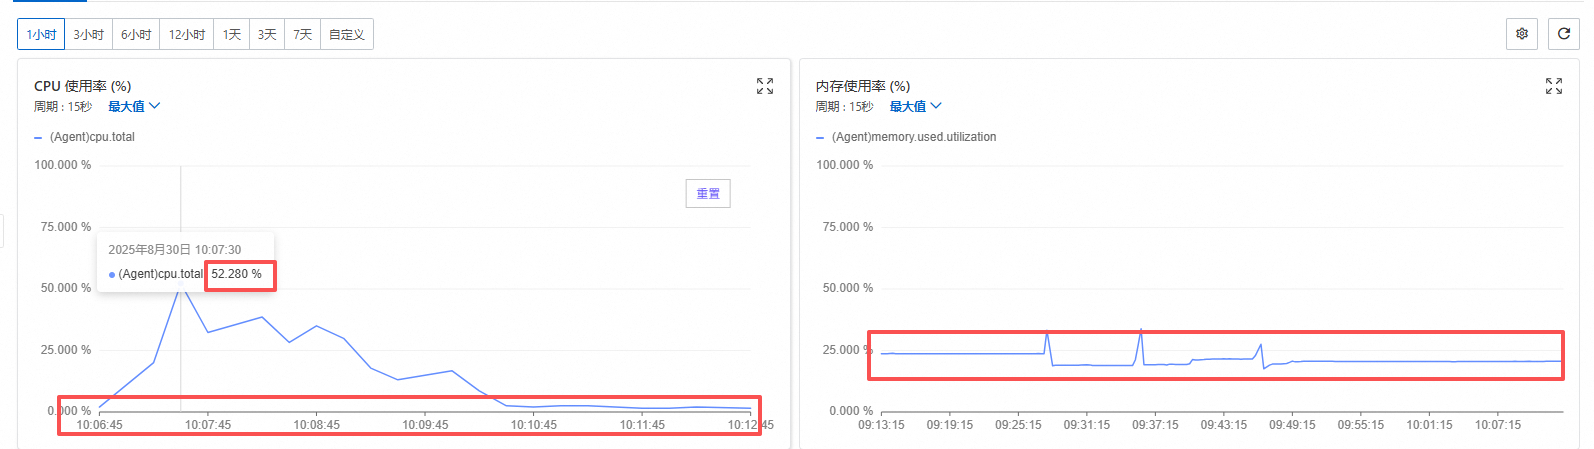 1小时 3小时 6小时 12小时 1天 3天 7天 自定义
CPU 使用率 (%)
周期 : 15秒 最大值
(Agent)cpu.total
100.000 %
重置
75.000 %
2025年8月30日 10:07:30
(Agent)cpu.total 52.280 %
50.000 %
25.000 %
0.000 %
10:06:45 10:07:45 10:08:45 10:09:45 10:10:45 10:11:45 10:12:45
内存使用率 (%)
周期 : 15秒 最大值
(Agent)memory.used.utilization
100.000 %
75.000 %
50.000 %
25.000 %
0.000 %
09:13:15 09:19:15 09:25:15 09:31:15 09:37:15 09:43:15 09:49:15 09:55:15 10:01:15 10:07:15